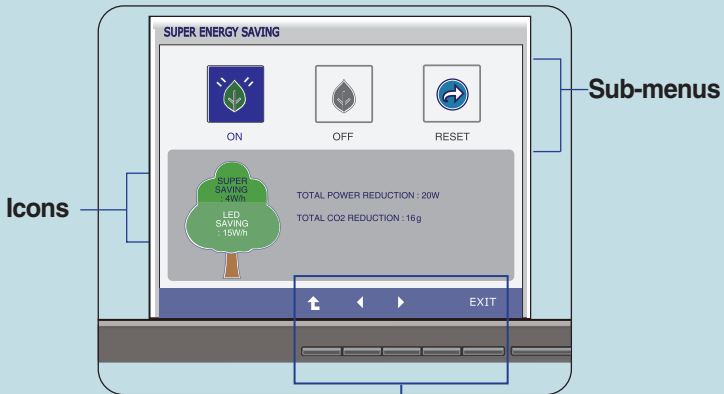 SUPER ENERGY SAVING
Sub-menus
ON
OFF
RESET
Icons
SUPER
SAVING
: 4W/h
LED
SAVING
: 15W/h
TOTAL POWER REDUCTION : 20W
TOTAL CO2 REDUCTION : 16g
EXIT